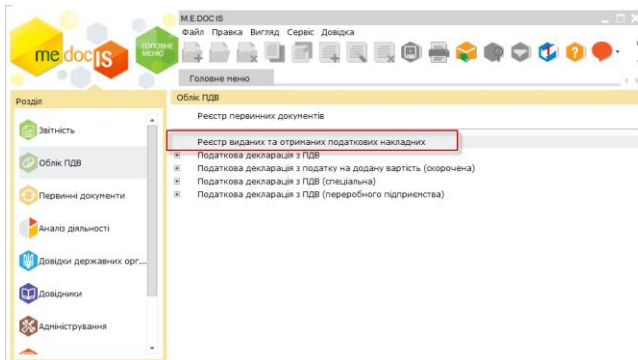 M.E.DOC IS
Файл Правка Вигляд Сервіс Довідка
me.doc IS
ГОЛОВНЕ МЕНЮ
Головне меню
Розділ
Облік ПДВ
Звітність
Облік ПДВ
Первинні документи
Аналіз діяльності
Довідки державних орг...
Довідники
Адміністрування
Реєстр первинних документів
Реєстр виданих та отриманих податкових накладних
Податкова декларація з ПДВ
Податкова декларація з податку на додану вартість (скорочена)
Податкова декларація з ПДВ (спеціальна)
Податкова декларація з ПДВ (переробного підприємства)